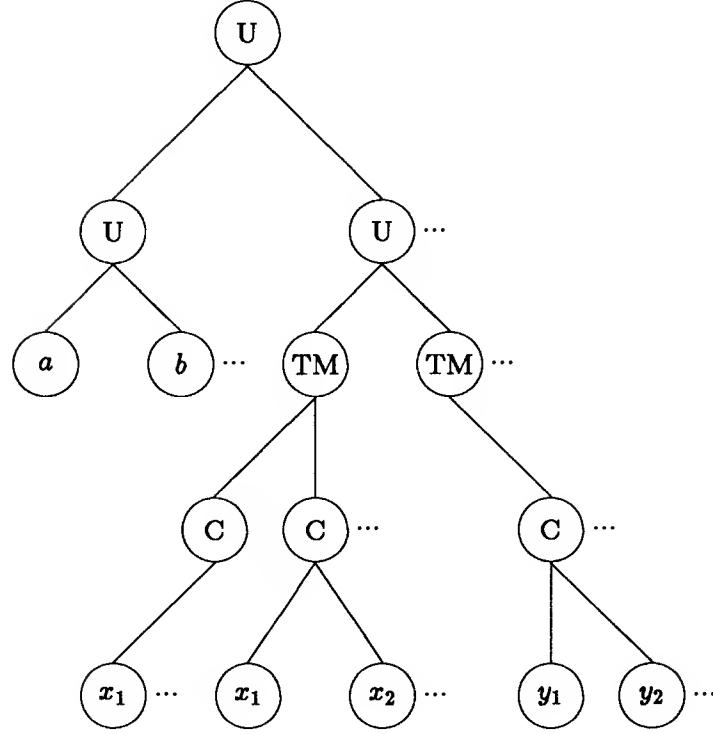 U
U U ...
a b ... TM TM ...
C C ... C ...
x₁ ... x₁ x₂ ... y₁ y₂ ...